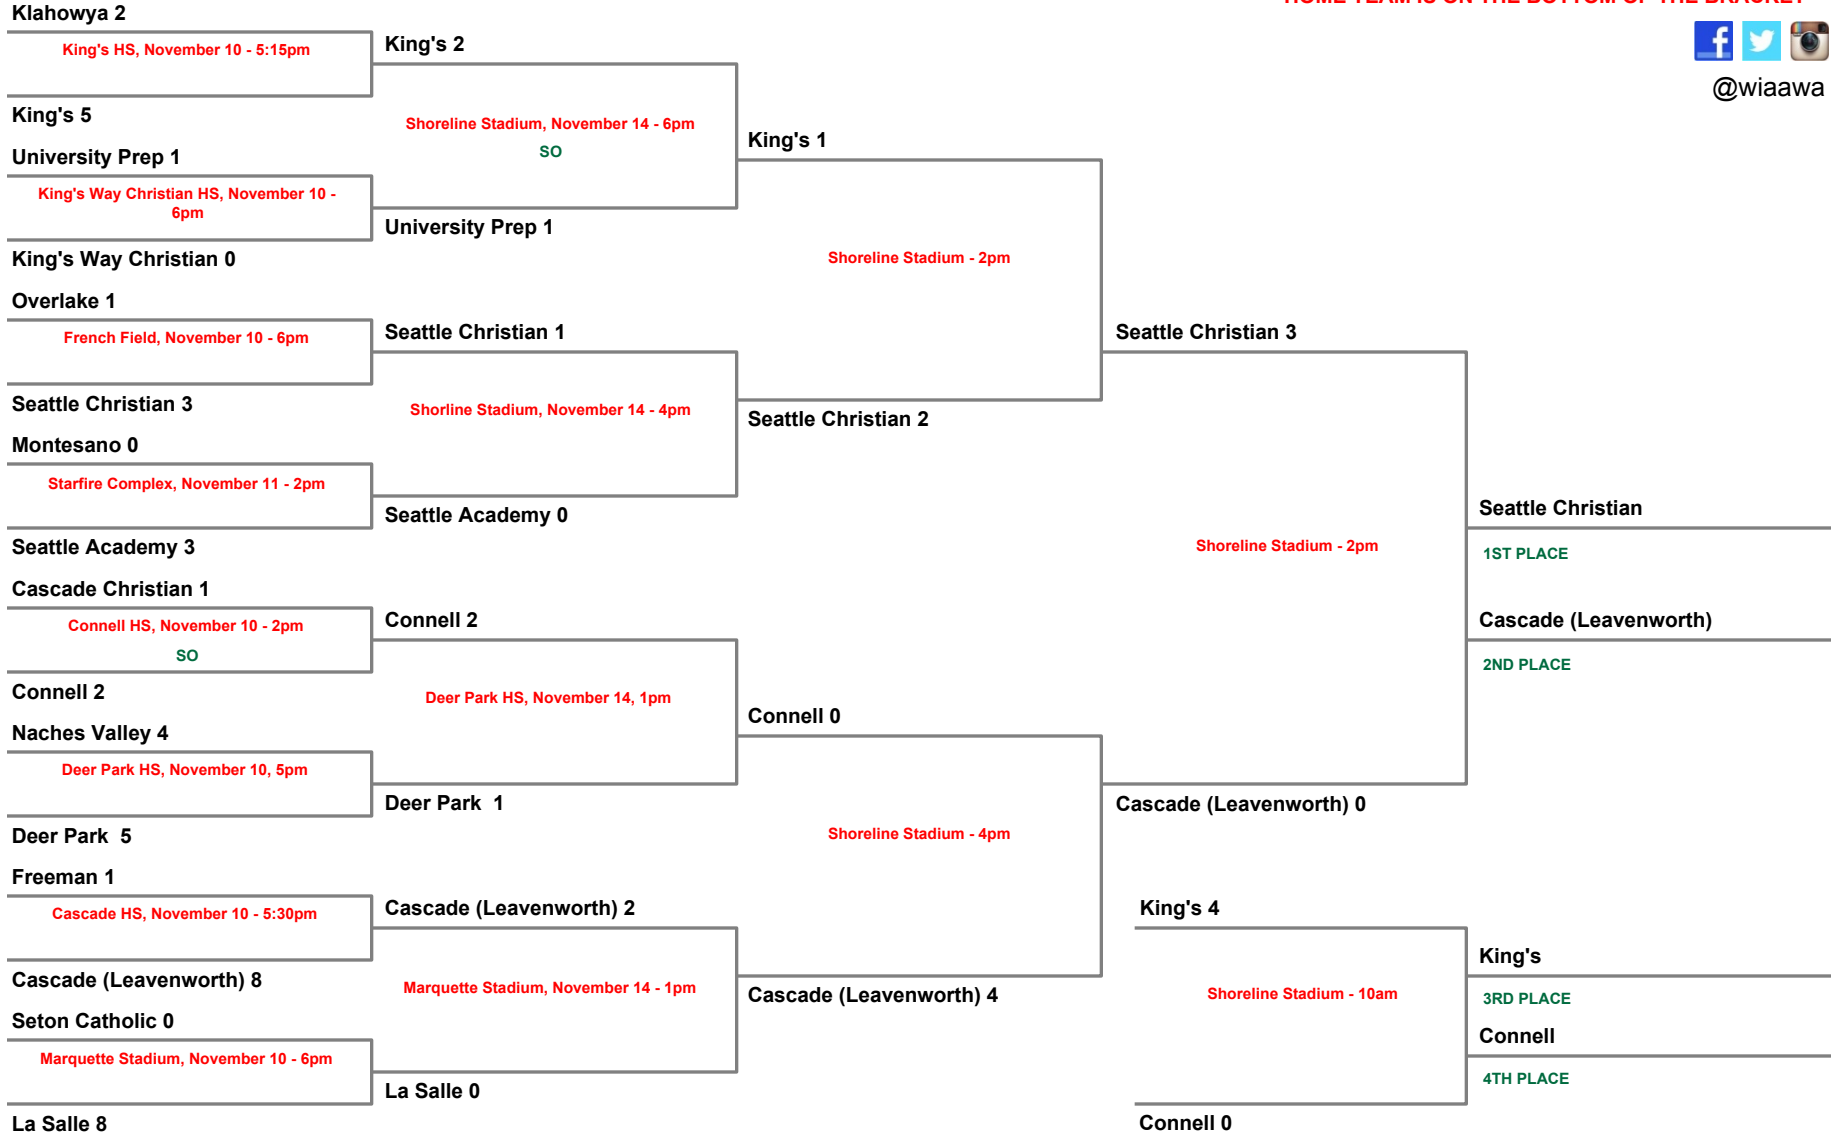 HOME TEAM IS ON THE BOTTOM OF THE BRACKET
@wiaawa
Klahowya 2
King's HS, November 10 - 5:15pm
King's 5
University Prep 1
King's Way Christian HS, November 10 -
6pm
King's Way Christian 0
Overlake 1
French Field, November 10 - 6pm
Seattle Christian 3
Montesano 0
Starfire Complex, November 11 - 2pm
Seattle Academy 3
Cascade Christian 1
Connell HS, November 10 - 2pm
SO
Connell 2
Naches Valley 4
Deer Park HS, November 10, 5pm
Deer Park  5
Freeman 1
Cascade HS, November 10 - 5:30pm
Cascade (Leavenworth) 8
Seton Catholic 0
Marquette Stadium, November 10 - 6pm
La Salle 8
King's 2
Shoreline Stadium, November 14 - 6pm
SO
University Prep 1
Seattle Christian 1
Shorline Stadium, November 14 - 4pm
Seattle Academy 0
Connell 2
Deer Park HS, November 14, 1pm
Deer Park  1
Cascade (Leavenworth) 2
Marquette Stadium, November 14 - 1pm
La Salle 0
King's 1
Shoreline Stadium - 2pm
Seattle Christian 2
Connell 0
Shoreline Stadium - 4pm
Cascade (Leavenworth) 4
Seattle Christian 3
Shoreline Stadium - 2pm
Cascade (Leavenworth) 0
King's 4
Shoreline Stadium - 10am
Connell 0
Seattle Christian
1ST PLACE
Cascade (Leavenworth)
2ND PLACE
King's
3RD PLACE
Connell
4TH PLACE